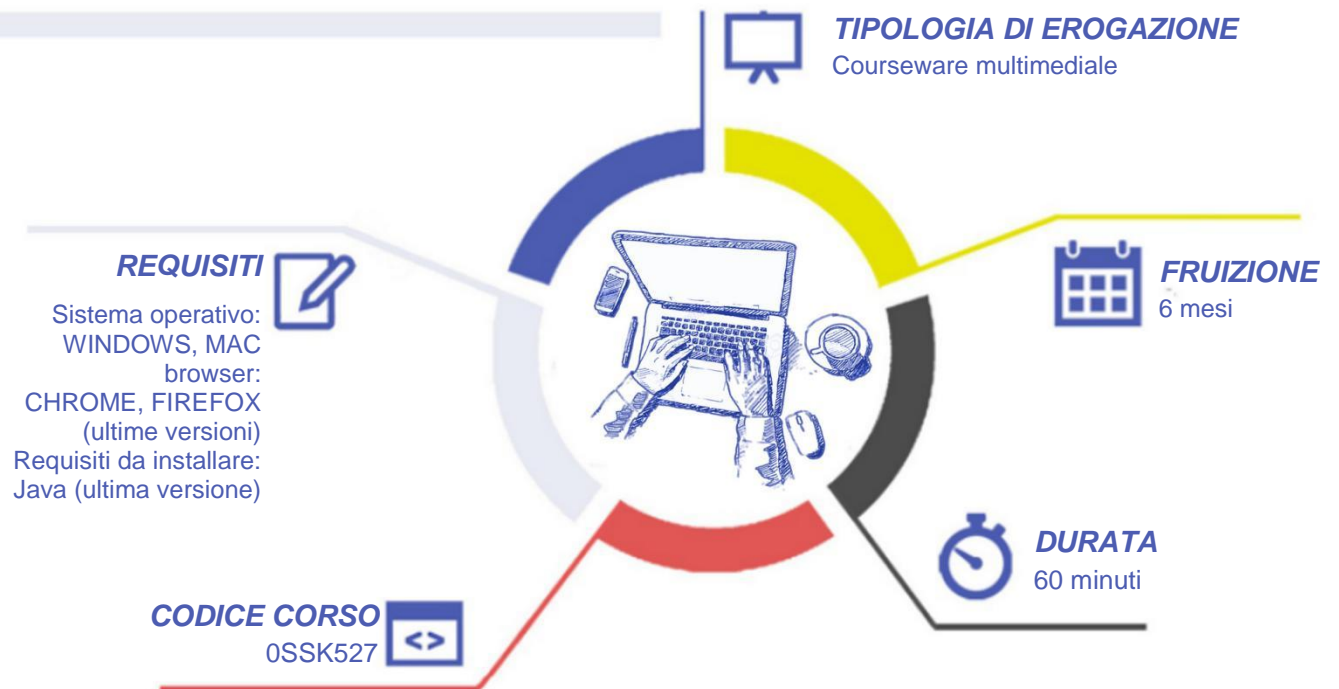 TIPOLOGIA DI EROGAZIONE
Courseware multimediale
REQUISITI
Sistema operativo:
WINDOWS, MAC
browser:
CHROME, FIREFOX
(ultime versioni)
Requisiti da installare:
Java (ultima versione)
FRUIZIONE
6 mesi
DURATA
60 minuti
CODICE CORSO
0SSK527
<>